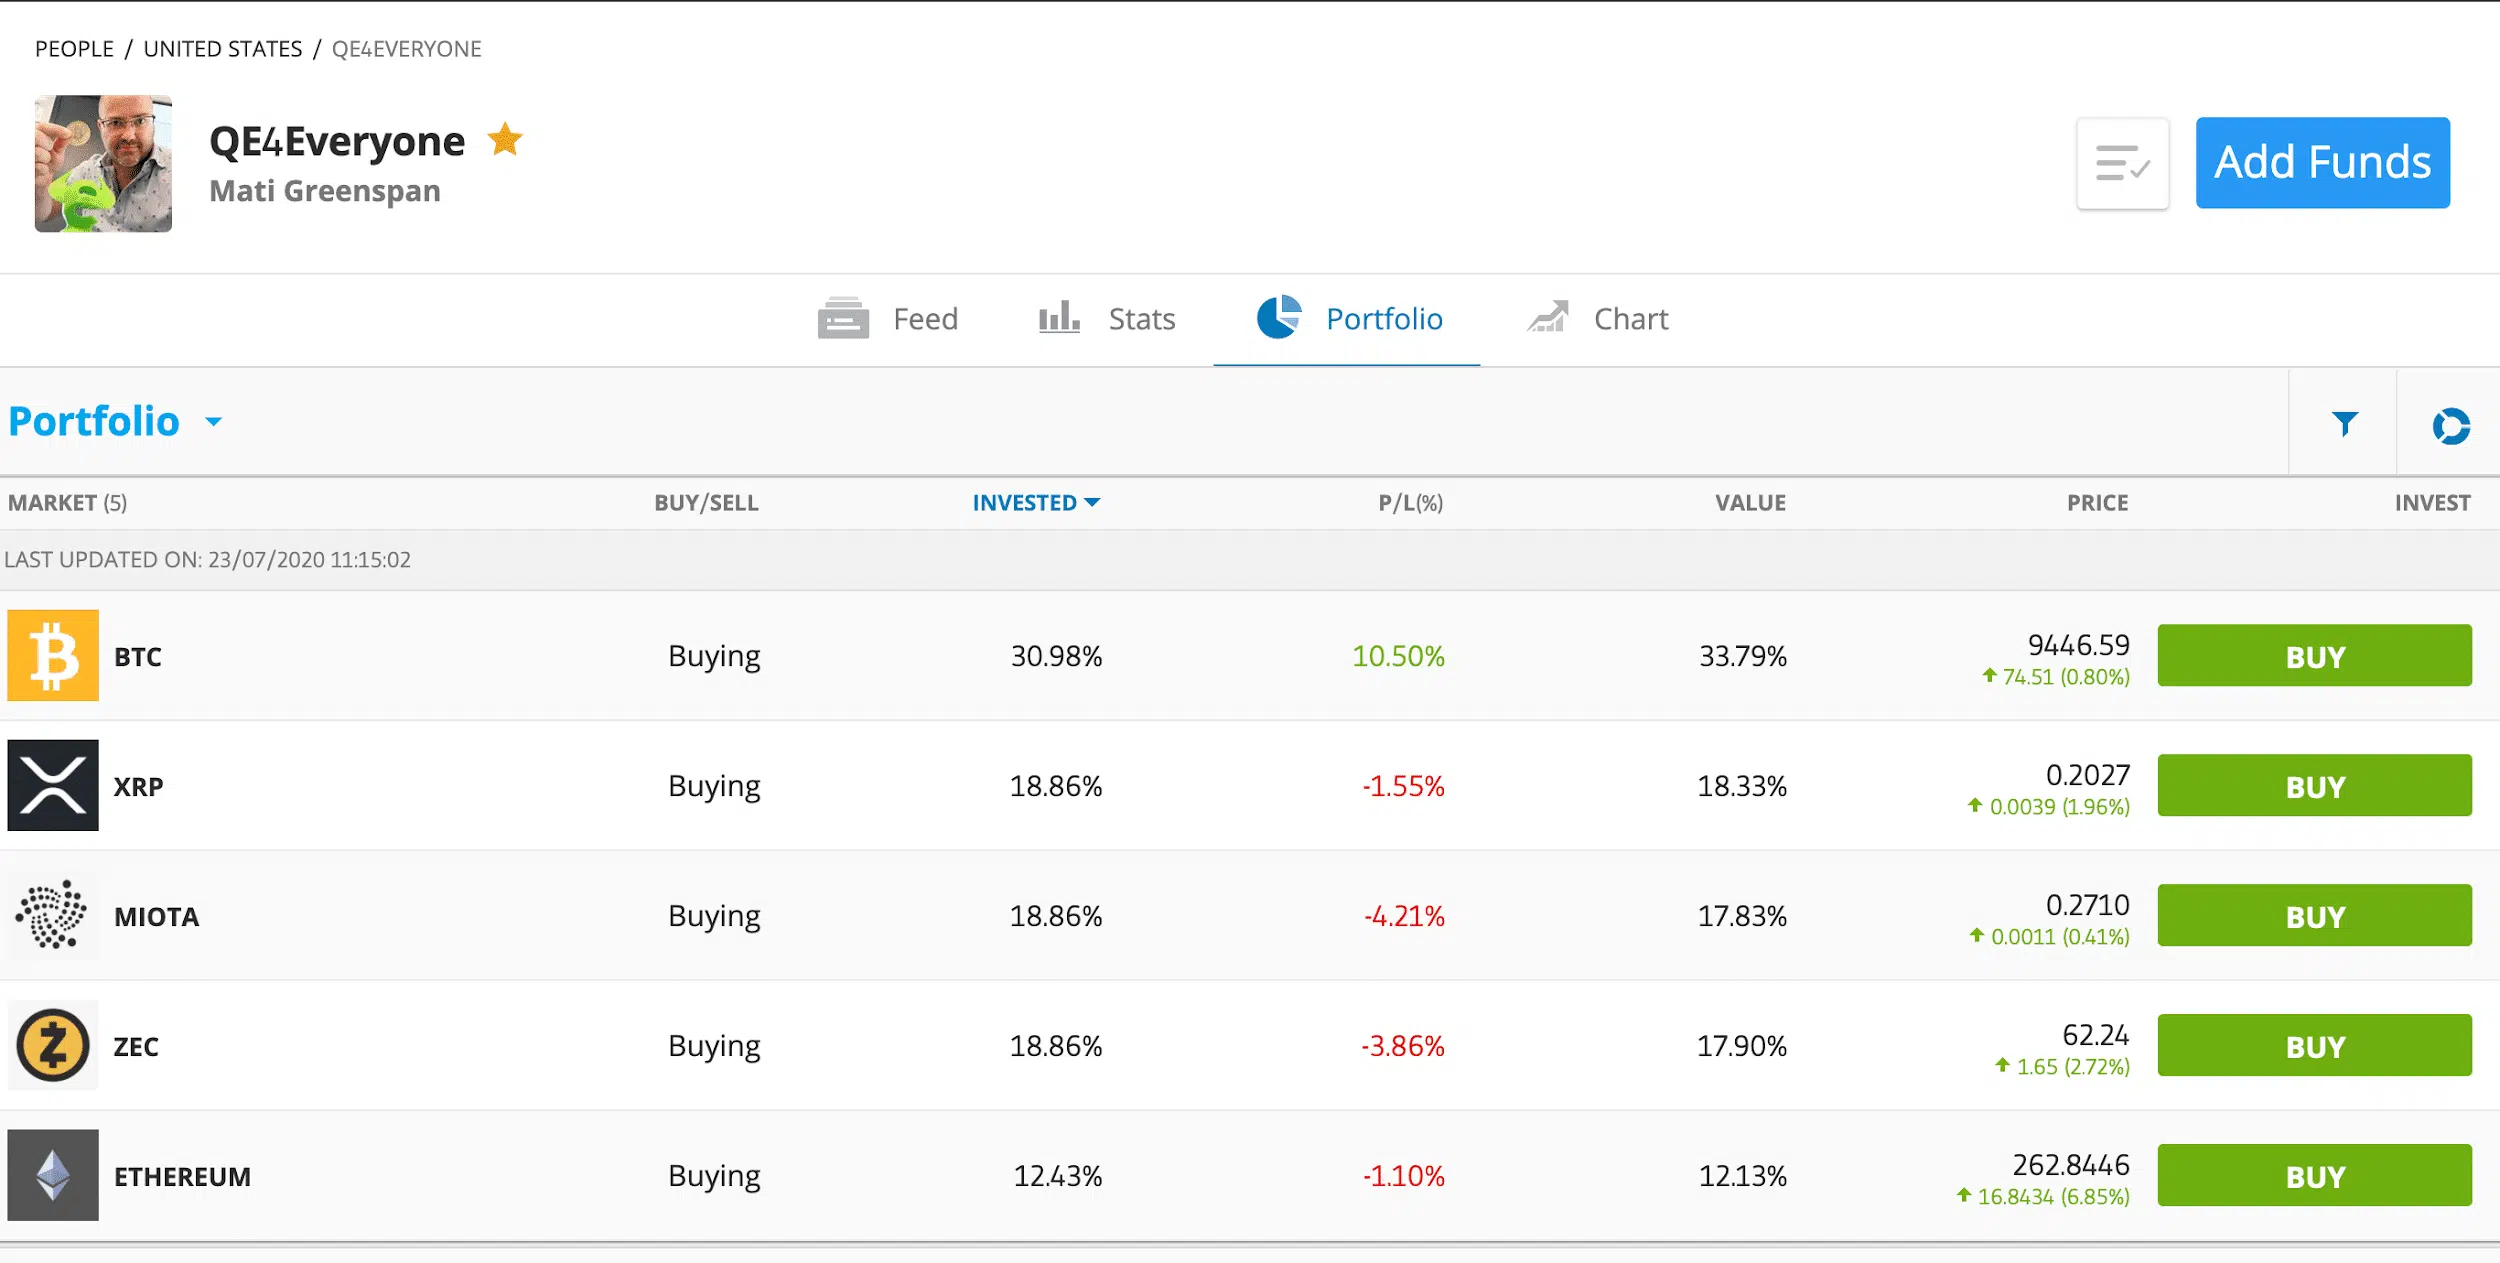 PEOPLE / UNITED STATES / QE4EVERYONE
QE4Everyone
Mati Greenspan
Add Funds
Feed Stats Portfolio Chart
Portfolio
MARKET (5) BUY/SELL INVESTED P/L(%) VALUE PRICE INVEST
LAST UPDATED ON: 23/07/2020 11:15:02
BTC Buying 30.98% 10.50% 33.79% 9446.59 BUY
74.51 (0.80%)
XRP Buying 18.86% -1.55% 18.33% 0.2027 BUY
0.0039 (1.96%)
MIOTA Buying 18.86% -4.21% 17.83% 0.2710 BUY
0.0011 (0.41%)
ZEC Buying 18.86% -3.86% 17.90% 62.24 BUY
1.65 (2.72%)
ETHEREUM Buying 12.43% -1.10% 12.13% 262.8446 BUY
16.8434 (6.85%)